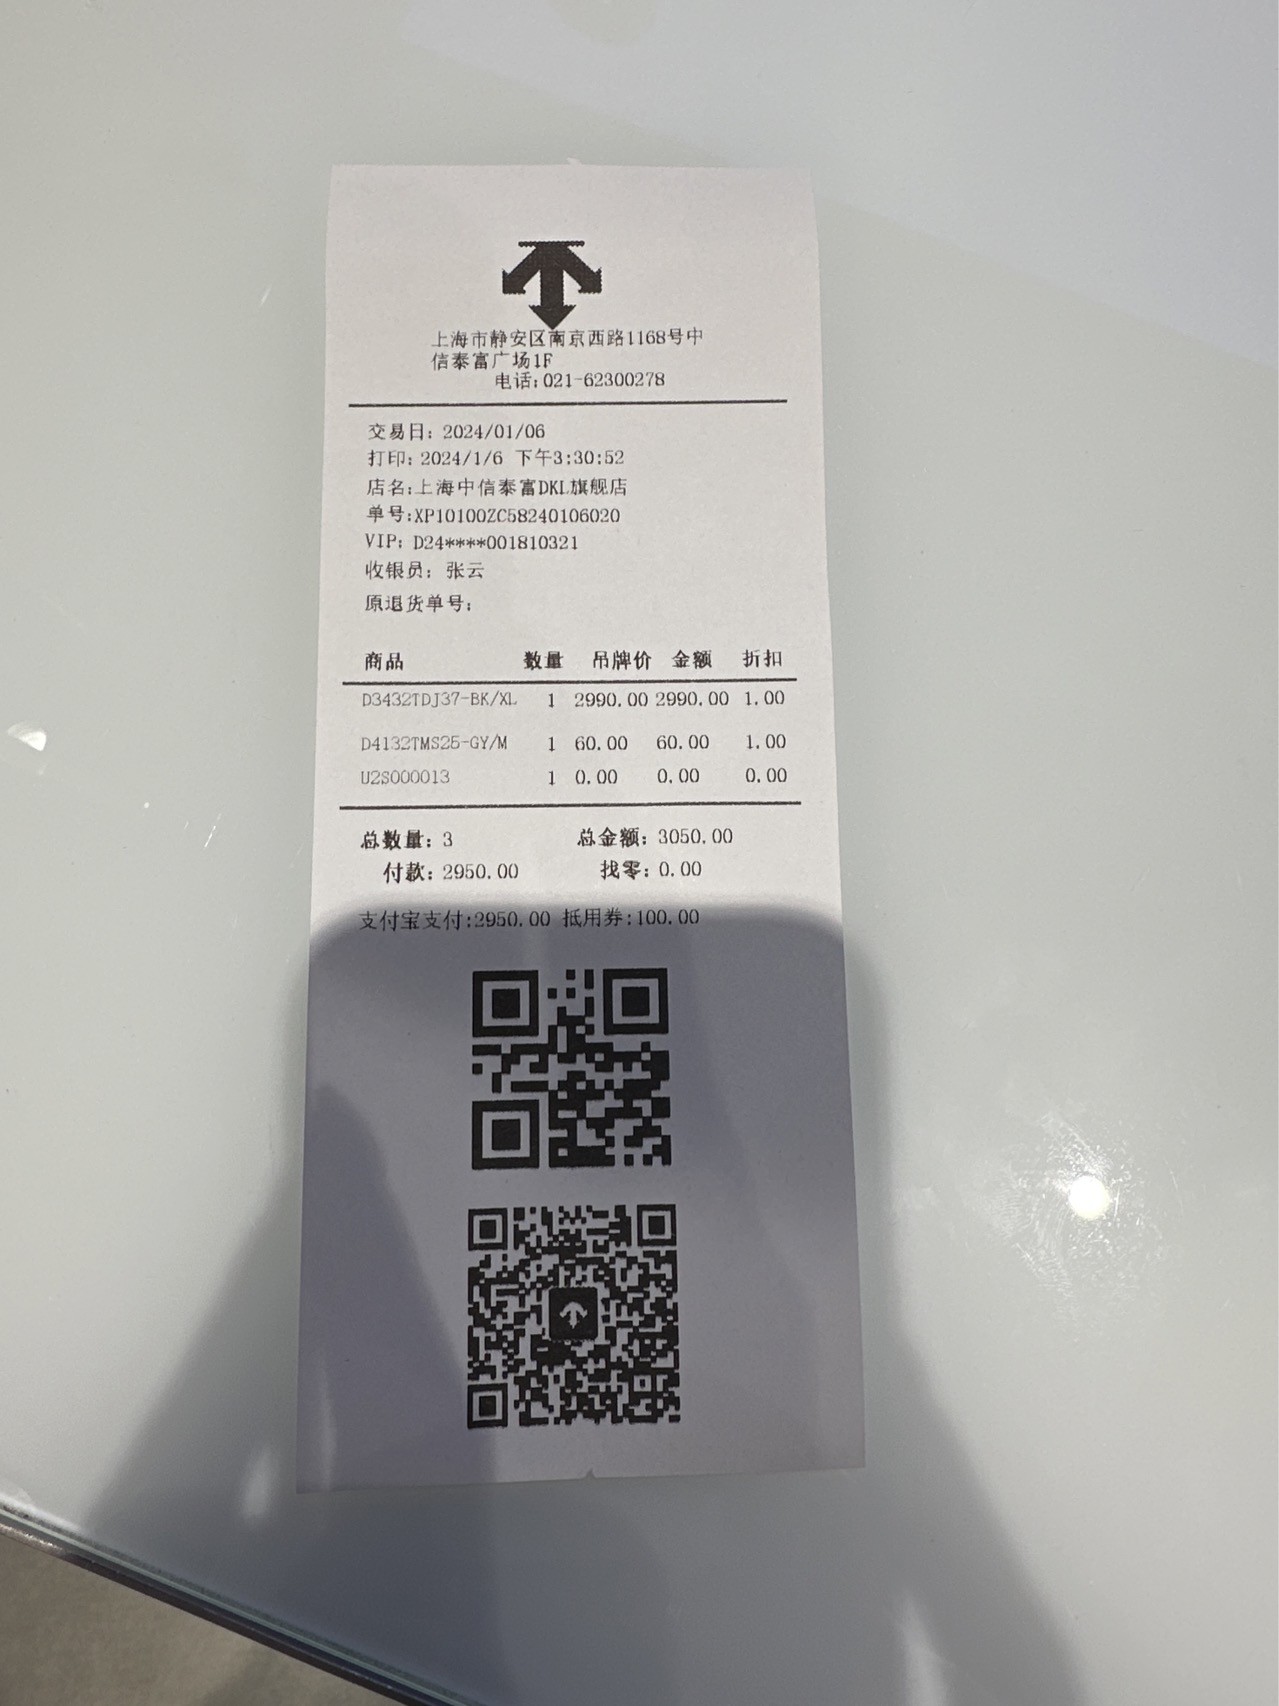 上海市静安区南京西路1168号中
信泰富广场1F
电话:021-62300278
交易日: 2024/01/06
打印: 2024/1/6 下午3:30:52
店名:上海中信泰富DKL旗舰店
单号:XP10100ZC58240106020
VIP: D24****001810321
收银员: 张云
原退货单号:
商品 数量 吊牌价 金额 折扣
D3432TDJ37-BK/XL 1 2990.00 2990.00 1.00
D4132TMS25-GY/M 1 60.00 60.00 1.00
U2S000013 1 0.00 0.00 0.00
总数量: 3 总金额: 3050.00
付款: 2950.00 找零: 0.00
支付宝支付:2950.00 抵用券:100.00